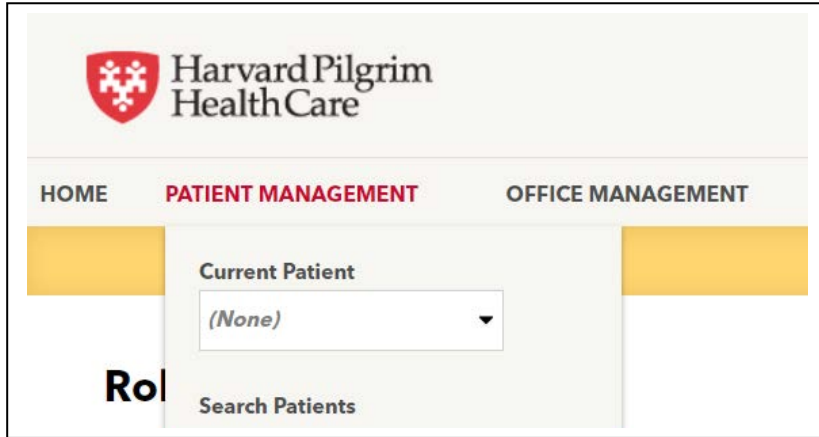 Harvard Pilgrim
Health Care
HOME PATIENT MANAGEMENT OFFICE MANAGEMENT
Current Patient
(None)
Search Patients